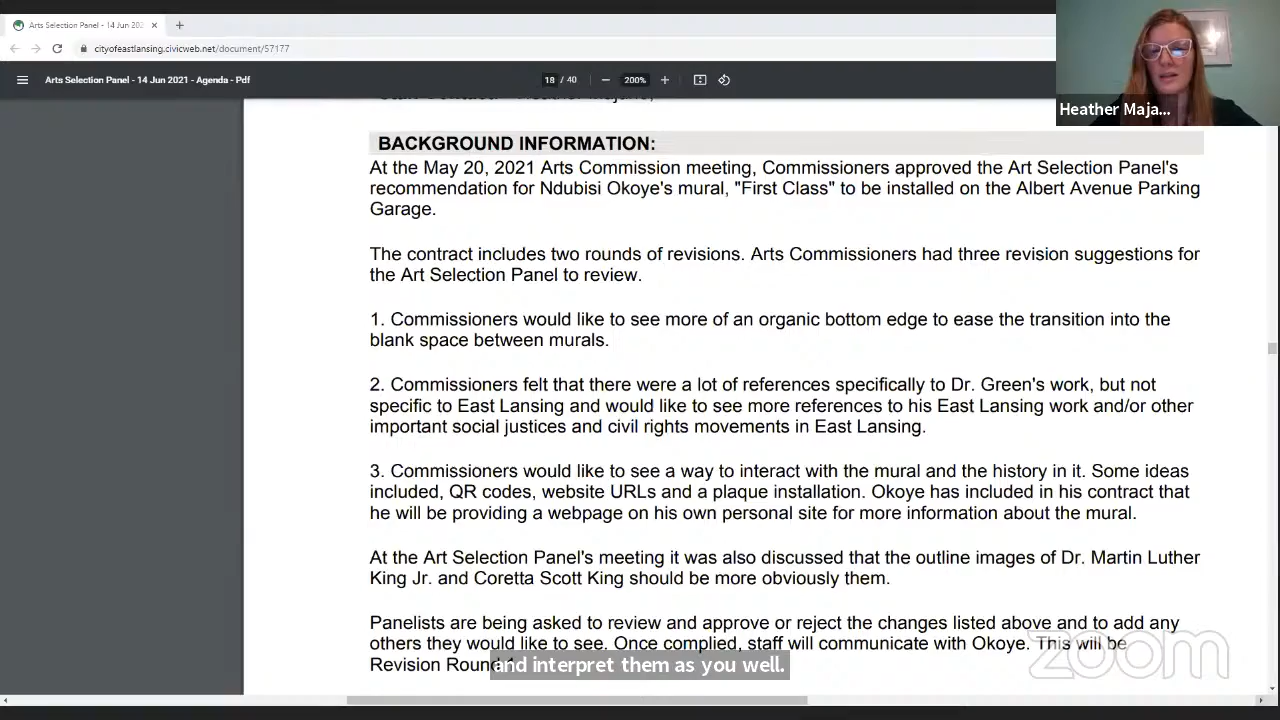 Arts Selection Panel - 14 Jun 202
cityofeastlansing.civicweb.net/document/57177
Arts Selection Panel - 14 Jun 2021 - Agenda - Pdf
18 / 40
200%
Heather Maja...
BACKGROUND INFORMATION:
At the May 20, 2021 Arts Commission meeting, Commissioners approved the Art Selection Panel's
recommendation for Ndubisi Okoye's mural, "First Class" to be installed on the Albert Avenue Parking
Garage.
The contract includes two rounds of revisions. Arts Commissioners had three revision suggestions for
the Art Selection Panel to review.
1. Commissioners would like to see more of an organic bottom edge to ease the transition into the
blank space between murals.
2. Commissioners felt that there were a lot of references specifically to Dr. Green's work, but not
specific to East Lansing and would like to see more references to his East Lansing work and/or other
important social justices and civil rights movements in East Lansing.
3. Commissioners would like to see a way to interact with the mural and the history in it. Some ideas
included, QR codes, website URLs and a plaque installation. Okoye has included in his contract that
he will be providing a webpage on his own personal site for more information about the mural.
At the Art Selection Panel's meeting it was also discussed that the outline images of Dr. Martin Luther
King Jr. and Coretta Scott King should be more obviously them.
Panelists are being asked to review and approve or reject the changes listed above and to add any
others they would like to see. Once complied, staff will communicate with Okoye. This will be
Revision Round
and interpret them as you well.
zoom